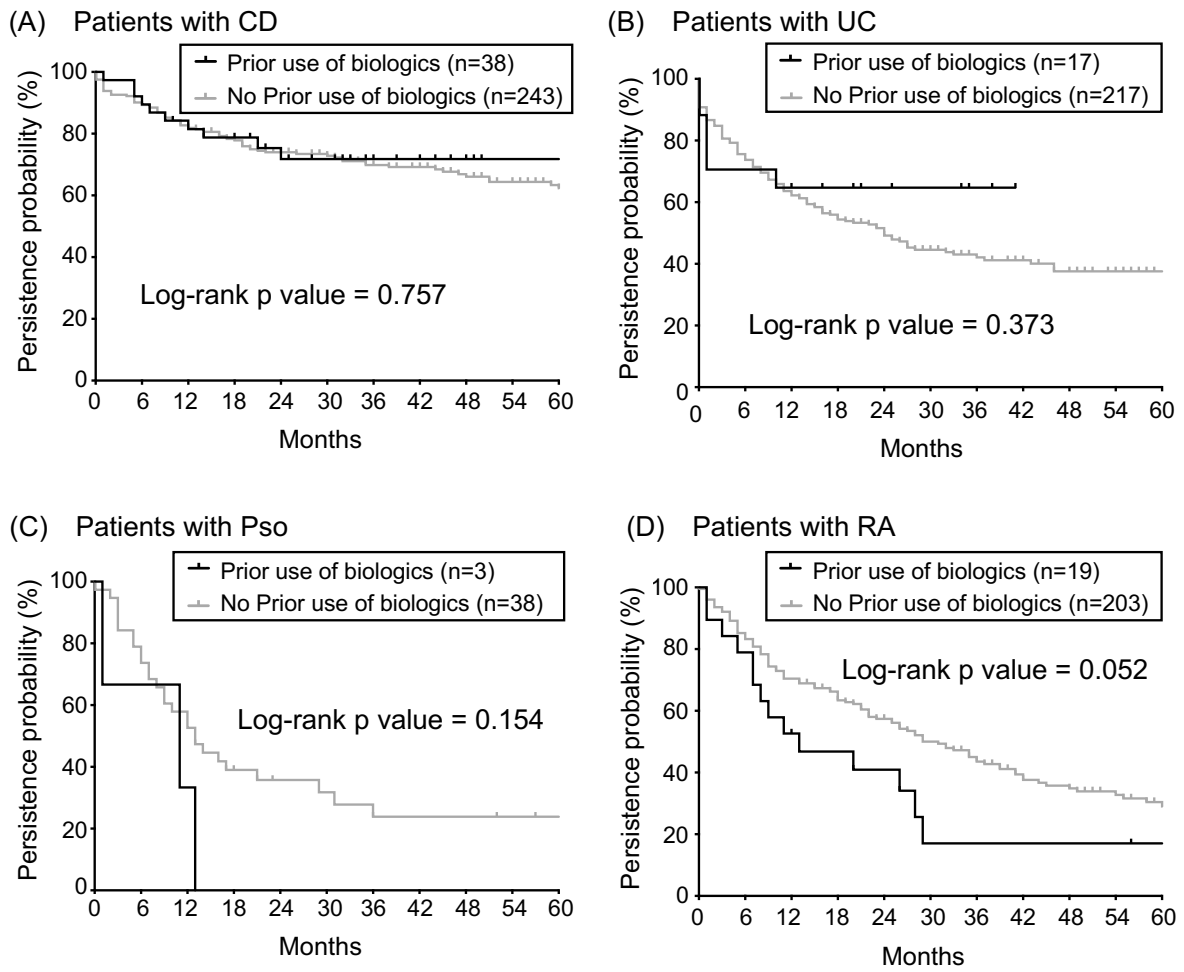 (A) Patients with CD
Prior use of biologics (n=38)
No Prior use of biologics (n=243)
Persistence probability (%)
100
80
60
40
20
0
Log-rank p value = 0.757
0 6 12 18 24 30 36 42 48 54 60
Months
(B) Patients with UC
Prior use of biologics (n=17)
No Prior use of biologics (n=217)
Persistence probability (%)
100
80
60
40
20
0
Log-rank p value = 0.373
0 6 12 18 24 30 36 42 48 54 60
Months
(C) Patients with Pso
Prior use of biologics (n=3)
No Prior use of biologics (n=38)
Persistence probability (%)
100
80
60
40
20
0
Log-rank p value = 0.154
0 6 12 18 24 30 36 42 48 54 60
Months
(D) Patients with RA
Prior use of biologics (n=19)
No Prior use of biologics (n=203)
Persistence probability (%)
100
80
60
40
20
0
Log-rank p value = 0.052
0 6 12 18 24 30 36 42 48 54 60
Months